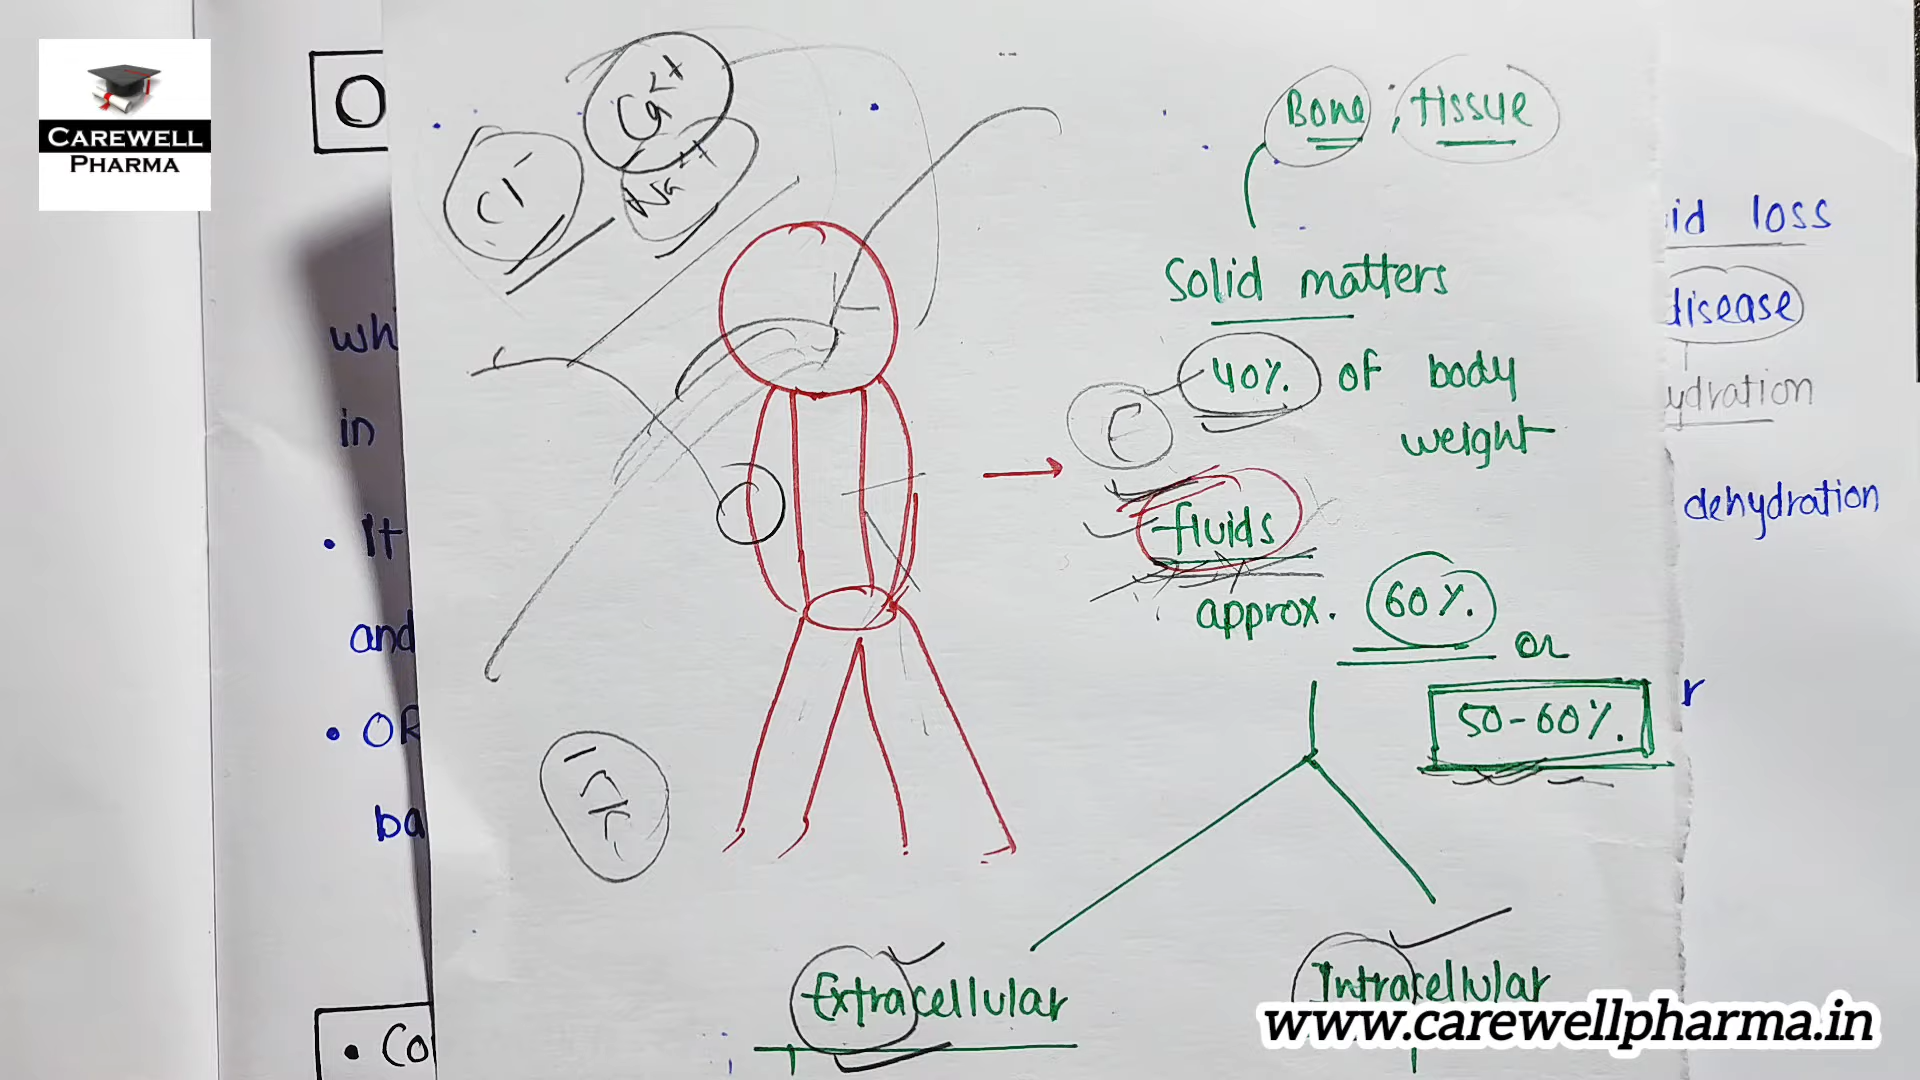 CAREWELL
PHARMA
O
Ca2+
Cl-
Na+
Bone ; tissue
id loss
Solid matters
disease
whi
40% of body
weight
ydration
in
E
fluids
dehydration
It
approx. 60% or
and
50-60%.
r
OR
ba
Extracellular
Intracellular
www.carewellpharma.in
• Co